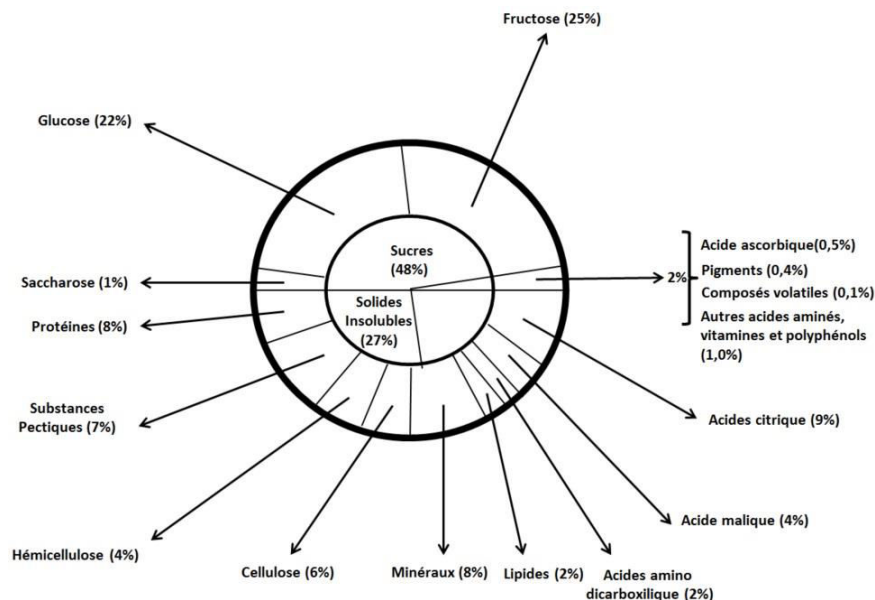 Fructose (25%)
Glucose (22%)
Sucres
(48%)
Acide ascorbique(0,5%)
2%
Pigments (0,4%)
Composés volatiles (0,1%)
Autres acides aminés,
vitamines et polyphénols
(1,0%)
Saccharose (1%)
Solides
Insolubles
(27%)
Protéines (8%)
Substances
Pectiques (7%)
Acides citrique (9%)
Acide malique (4%)
Hémicellulose (4%)
Cellulose (6%)
Minéraux (8%)
Lipides (2%)
Acides amino
dicarboxilique (2%)